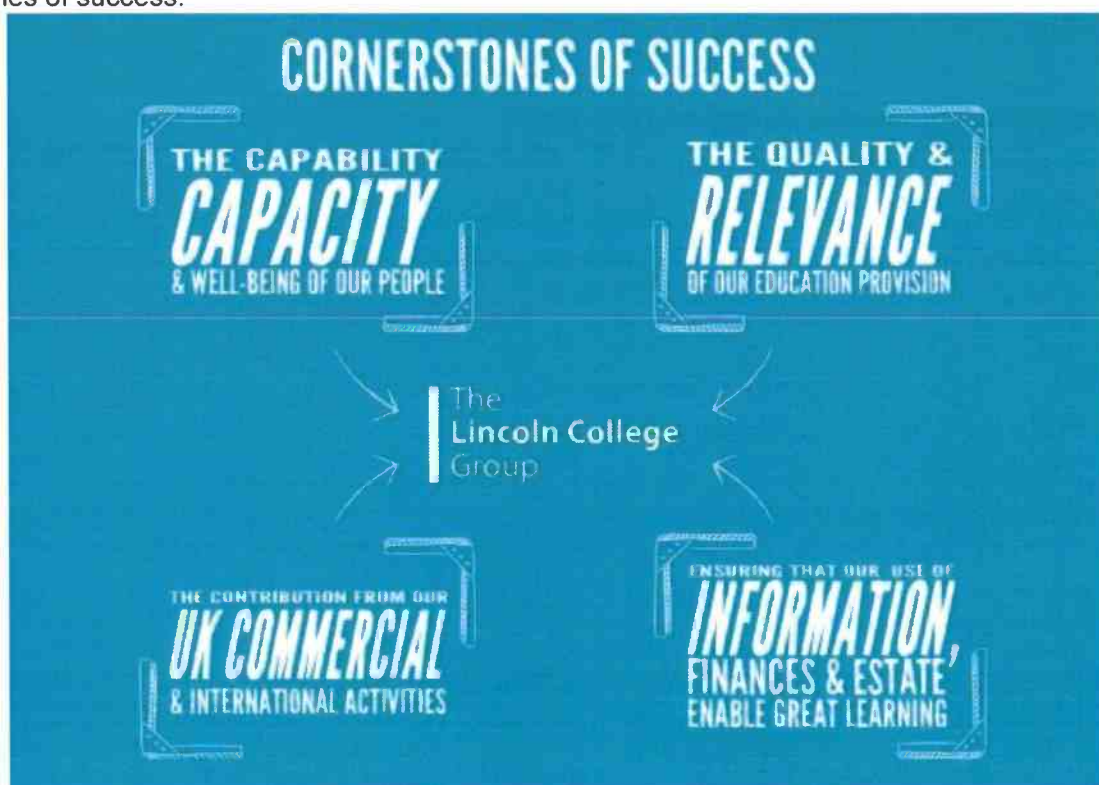 of success.
CORNERSTONES OF SUCCESS
THE CAPABILITY
CAPACITY
& WELL-BEING OF OUR PEOPLE
THE QUALITY &
RELEVANCE
OF OUR EDUCATION PROVISION
The
Lincoln College
Group
THE CONTRIBUTION FROM OUR
UK COMMERCIAL
& INTERNATIONAL ACTIVITIES
ENSURING THAT OUR USE OF
INFORMATION,
FINANCES & ESTATE
ENABLE GREAT LEARNING